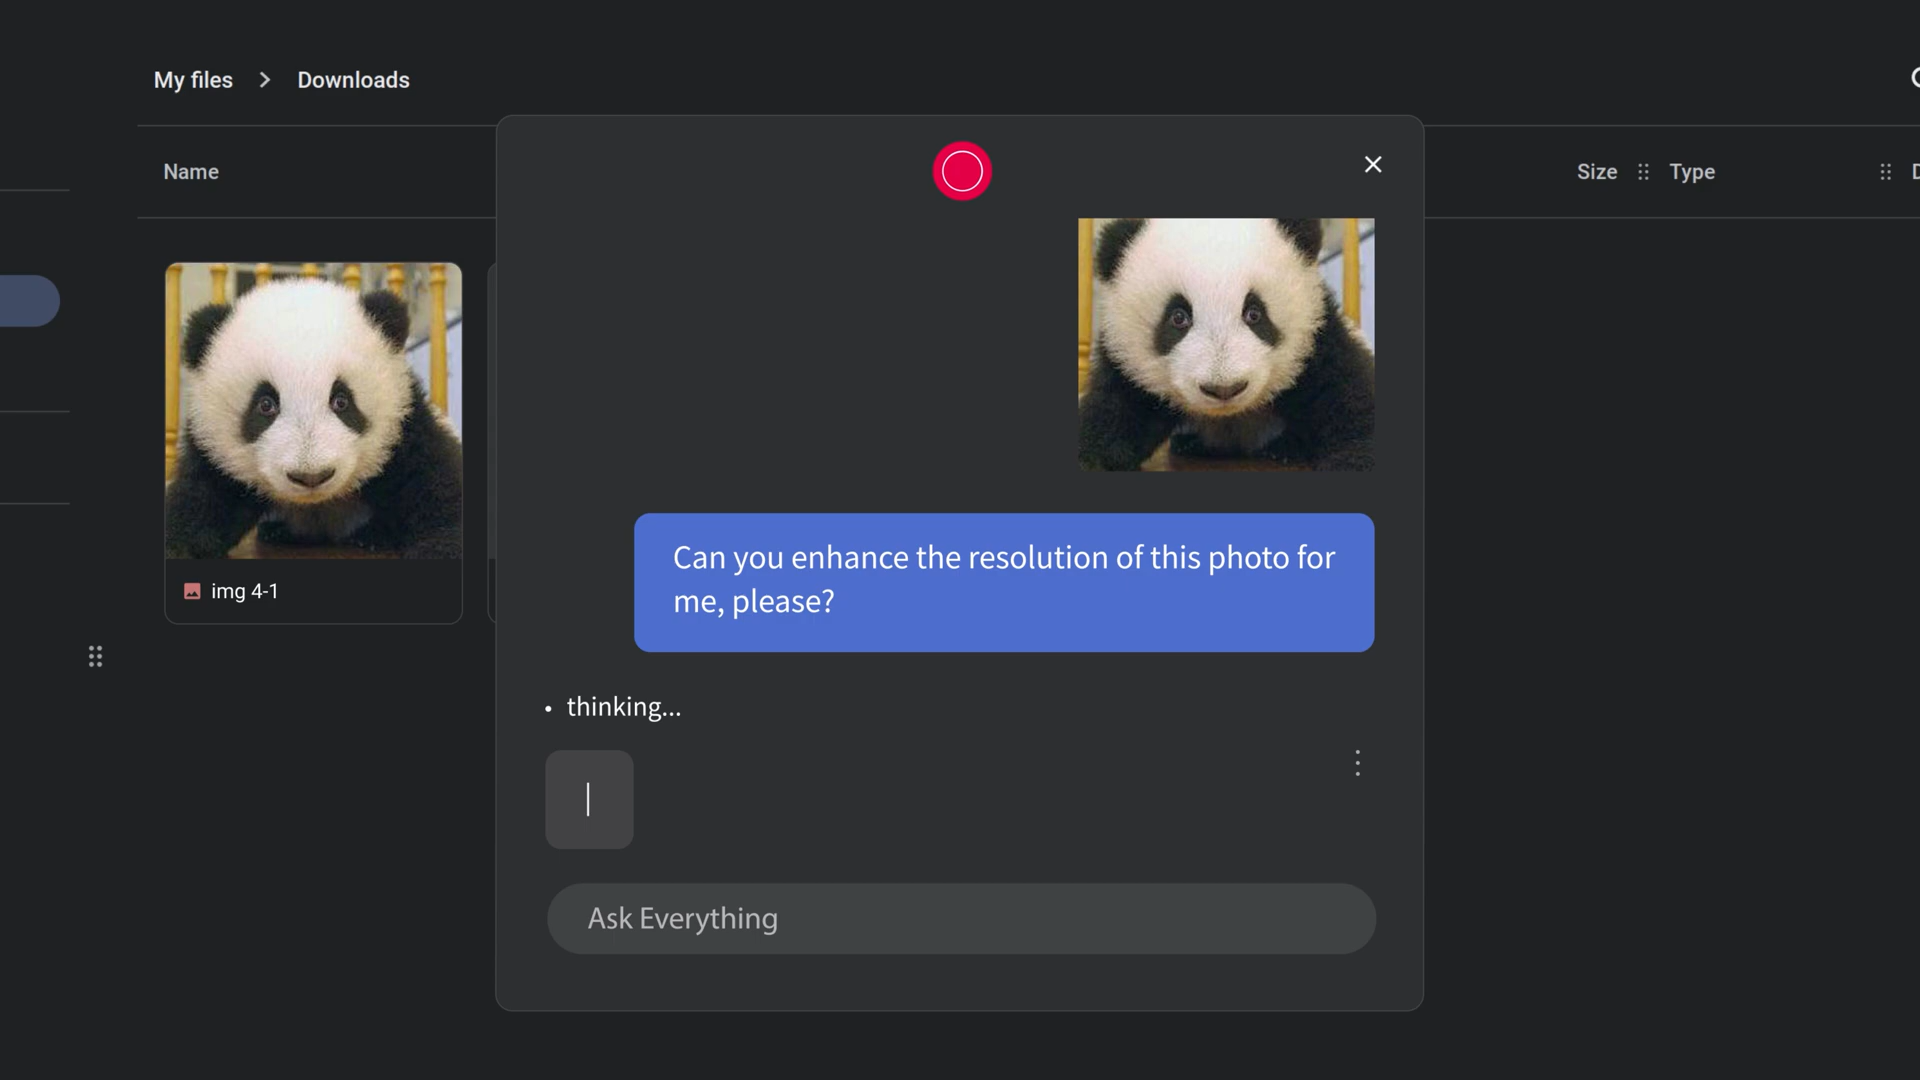 My files > Downloads
Name
Size
Type
img 4-1
Can you enhance the resolution of this photo for
me, please?
• thinking...
Ask Everything